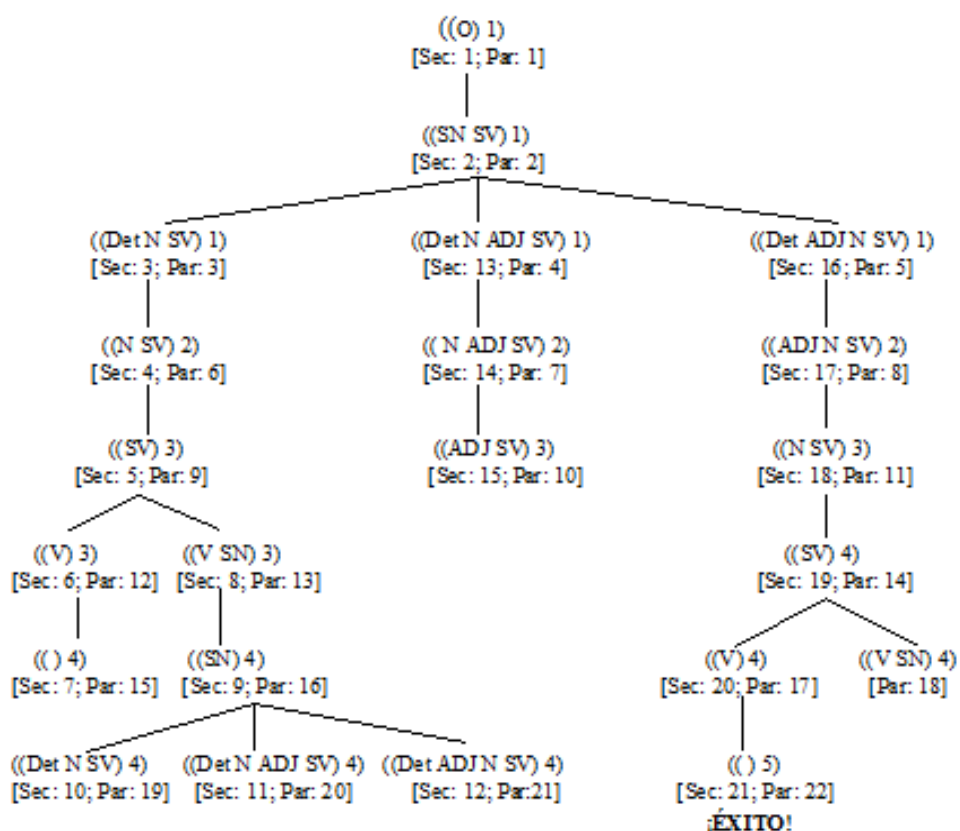 ((O) 1)
[Sec: 1; Par: 1]
((SN SV) 1)
[Sec: 2; Par: 2]
((Det N SV) 1)
[Sec: 3; Par: 3]
((Det N ADJ SV) 1)
[Sec: 13; Par: 4]
((Det ADJ N SV) 1)
[Sec: 16; Par: 5]
((N SV) 2)
[Sec: 4; Par: 6]
(( N ADJ SV) 2)
[Sec: 14; Par: 7]
((ADJ N SV) 2)
[Sec: 17; Par: 8]
((SV) 3)
[Sec: 5; Par: 9]
((ADJ SV) 3)
[Sec: 15; Par: 10]
((N SV) 3)
[Sec: 18; Par: 11]
((V) 3)
[Sec: 6; Par: 12]
((V SN) 3)
[Sec: 8; Par: 13]
((SV) 4)
[Sec: 19; Par: 14]
(( ) 4)
[Sec: 7; Par: 15]
((SN) 4)
[Sec: 9; Par: 16]
((V) 4)
[Sec: 20; Par: 17]
((V SN) 4)
[Par: 18]
((Det N SV) 4)
[Sec: 10; Par: 19]
((Det N ADJ SV) 4)
[Sec: 11; Par: 20]
((Det ADJ N SV) 4)
[Sec: 12; Par:21]
(( ) 5)
[Sec: 21; Par: 22]
¡ÉXITO!